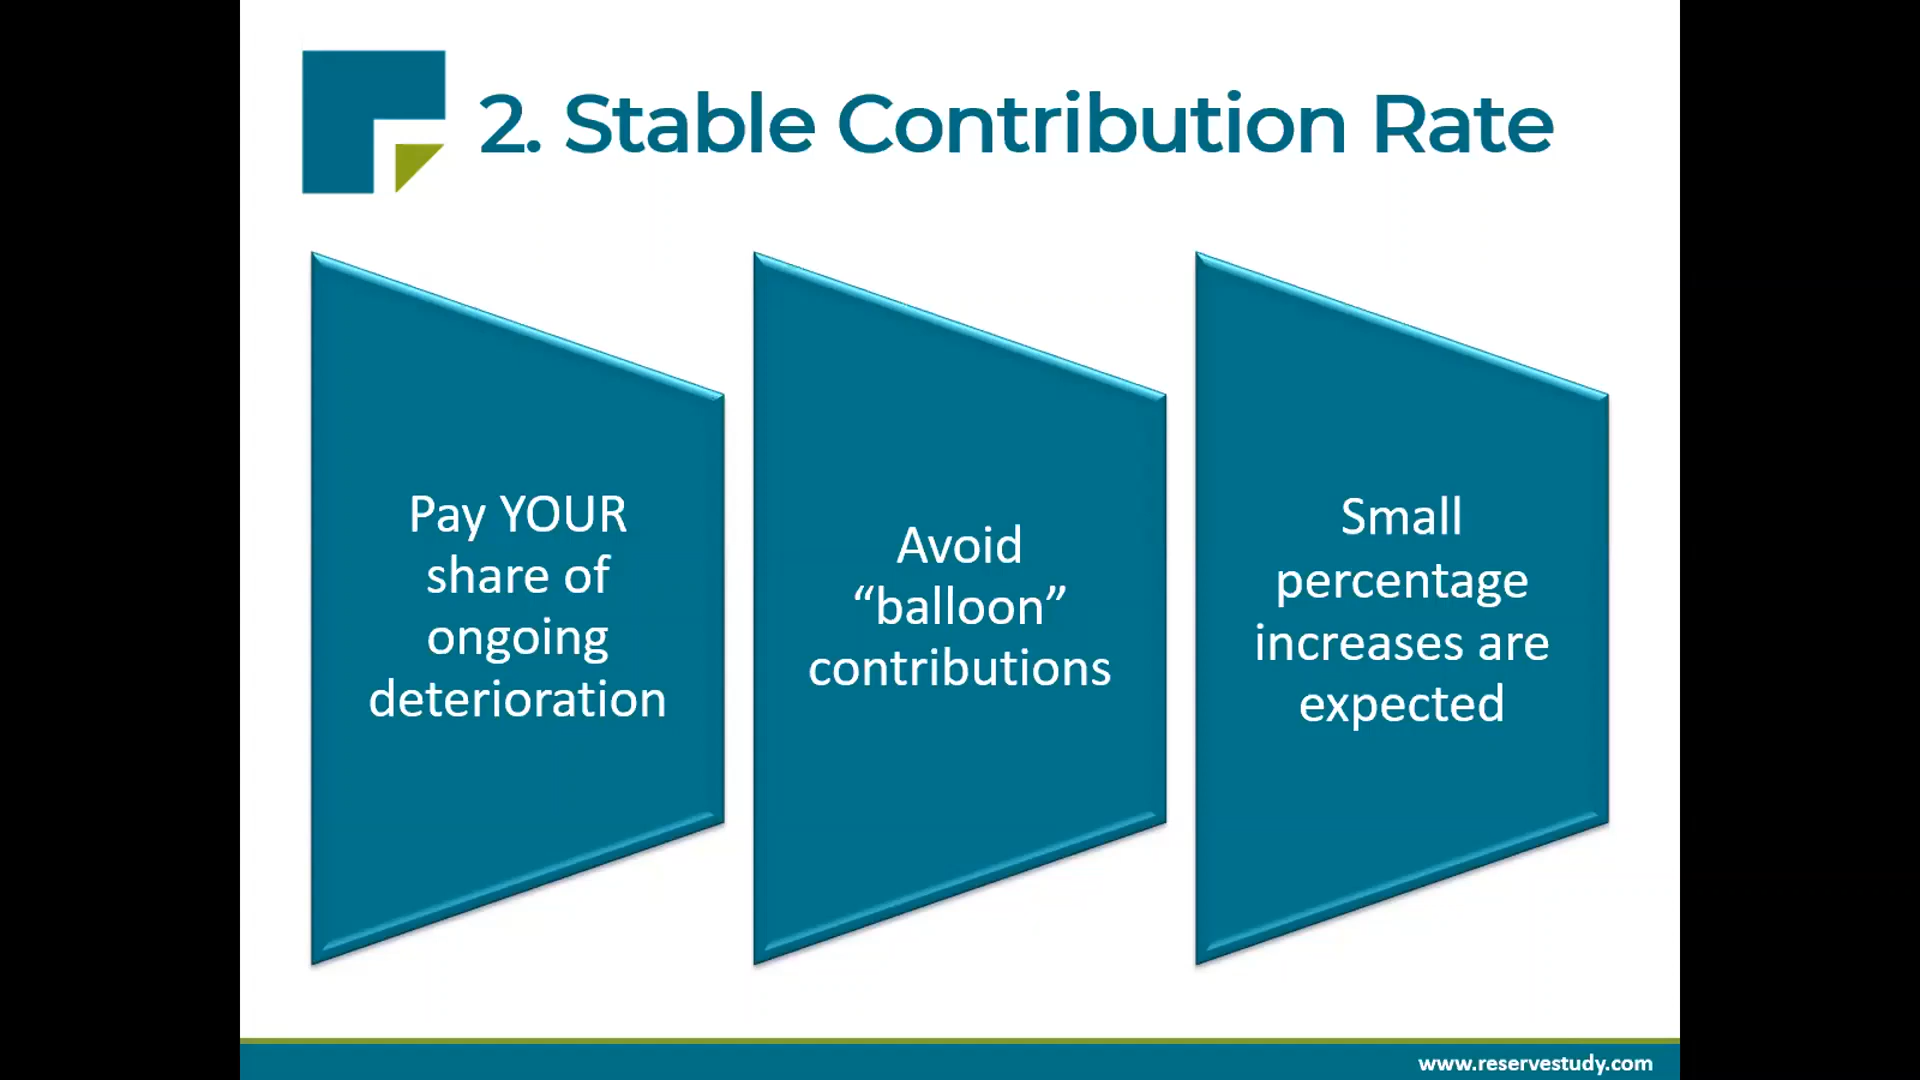 2. Stable Contribution Rate
Pay YOUR
share of
ongoing
deterioration
Avoid
“balloon”
contributions
Small
percentage
increases are
expected
www.reservestudy.com